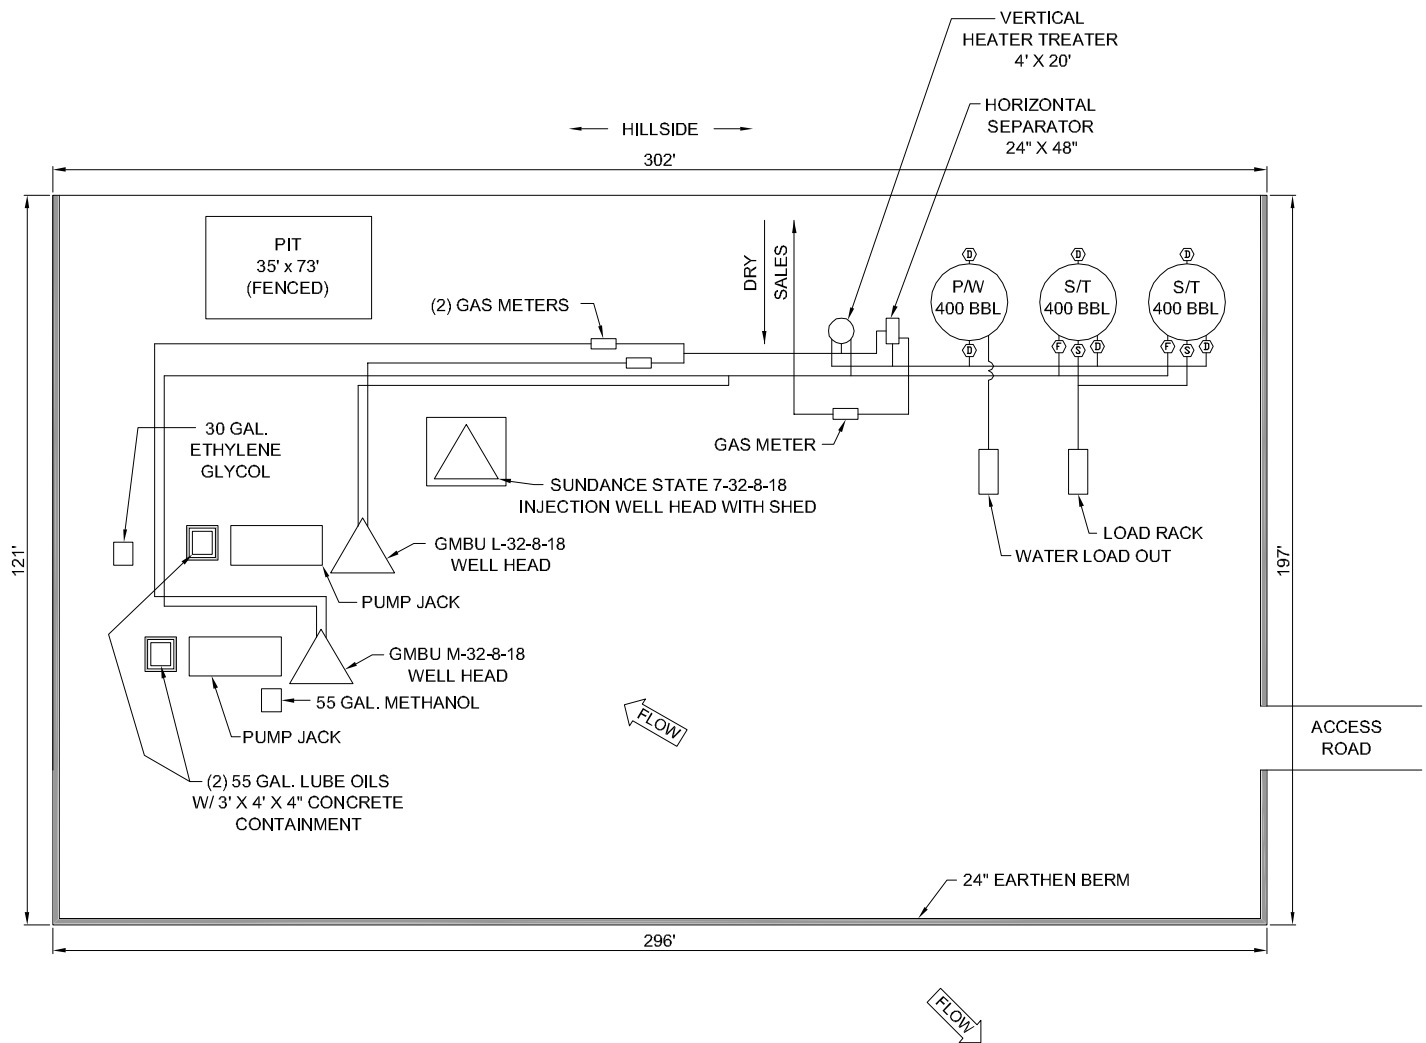 VERTICAL
HEATER TREATER
4' X 20'
HORIZONTAL
SEPARATOR
24" X 48"
HILLSIDE
302'
PIT
35' x 73'
(FENCED)
(2) GAS METERS
DRY
SALES
D
D
D
P/W
400 BBL
S/T
400 BBL
S/T
400 BBL
D
F
S
D
F
S
D
30 GAL.
ETHYLENE
GLYCOL
GAS METER
SUNDANCE STATE 7-32-8-18
INJECTION WELL HEAD WITH SHED
LOAD RACK
WATER LOAD OUT
GMBU L-32-8-18
WELL HEAD
PUMP JACK
121'
197'
GMBU M-32-8-18
WELL HEAD
55 GAL. METHANOL
PUMP JACK
FLOW
ACCESS
ROAD
(2) 55 GAL. LUBE OILS
W/ 3' X 4' X 4" CONCRETE
CONTAINMENT
24" EARTHEN BERM
296'
FLOW